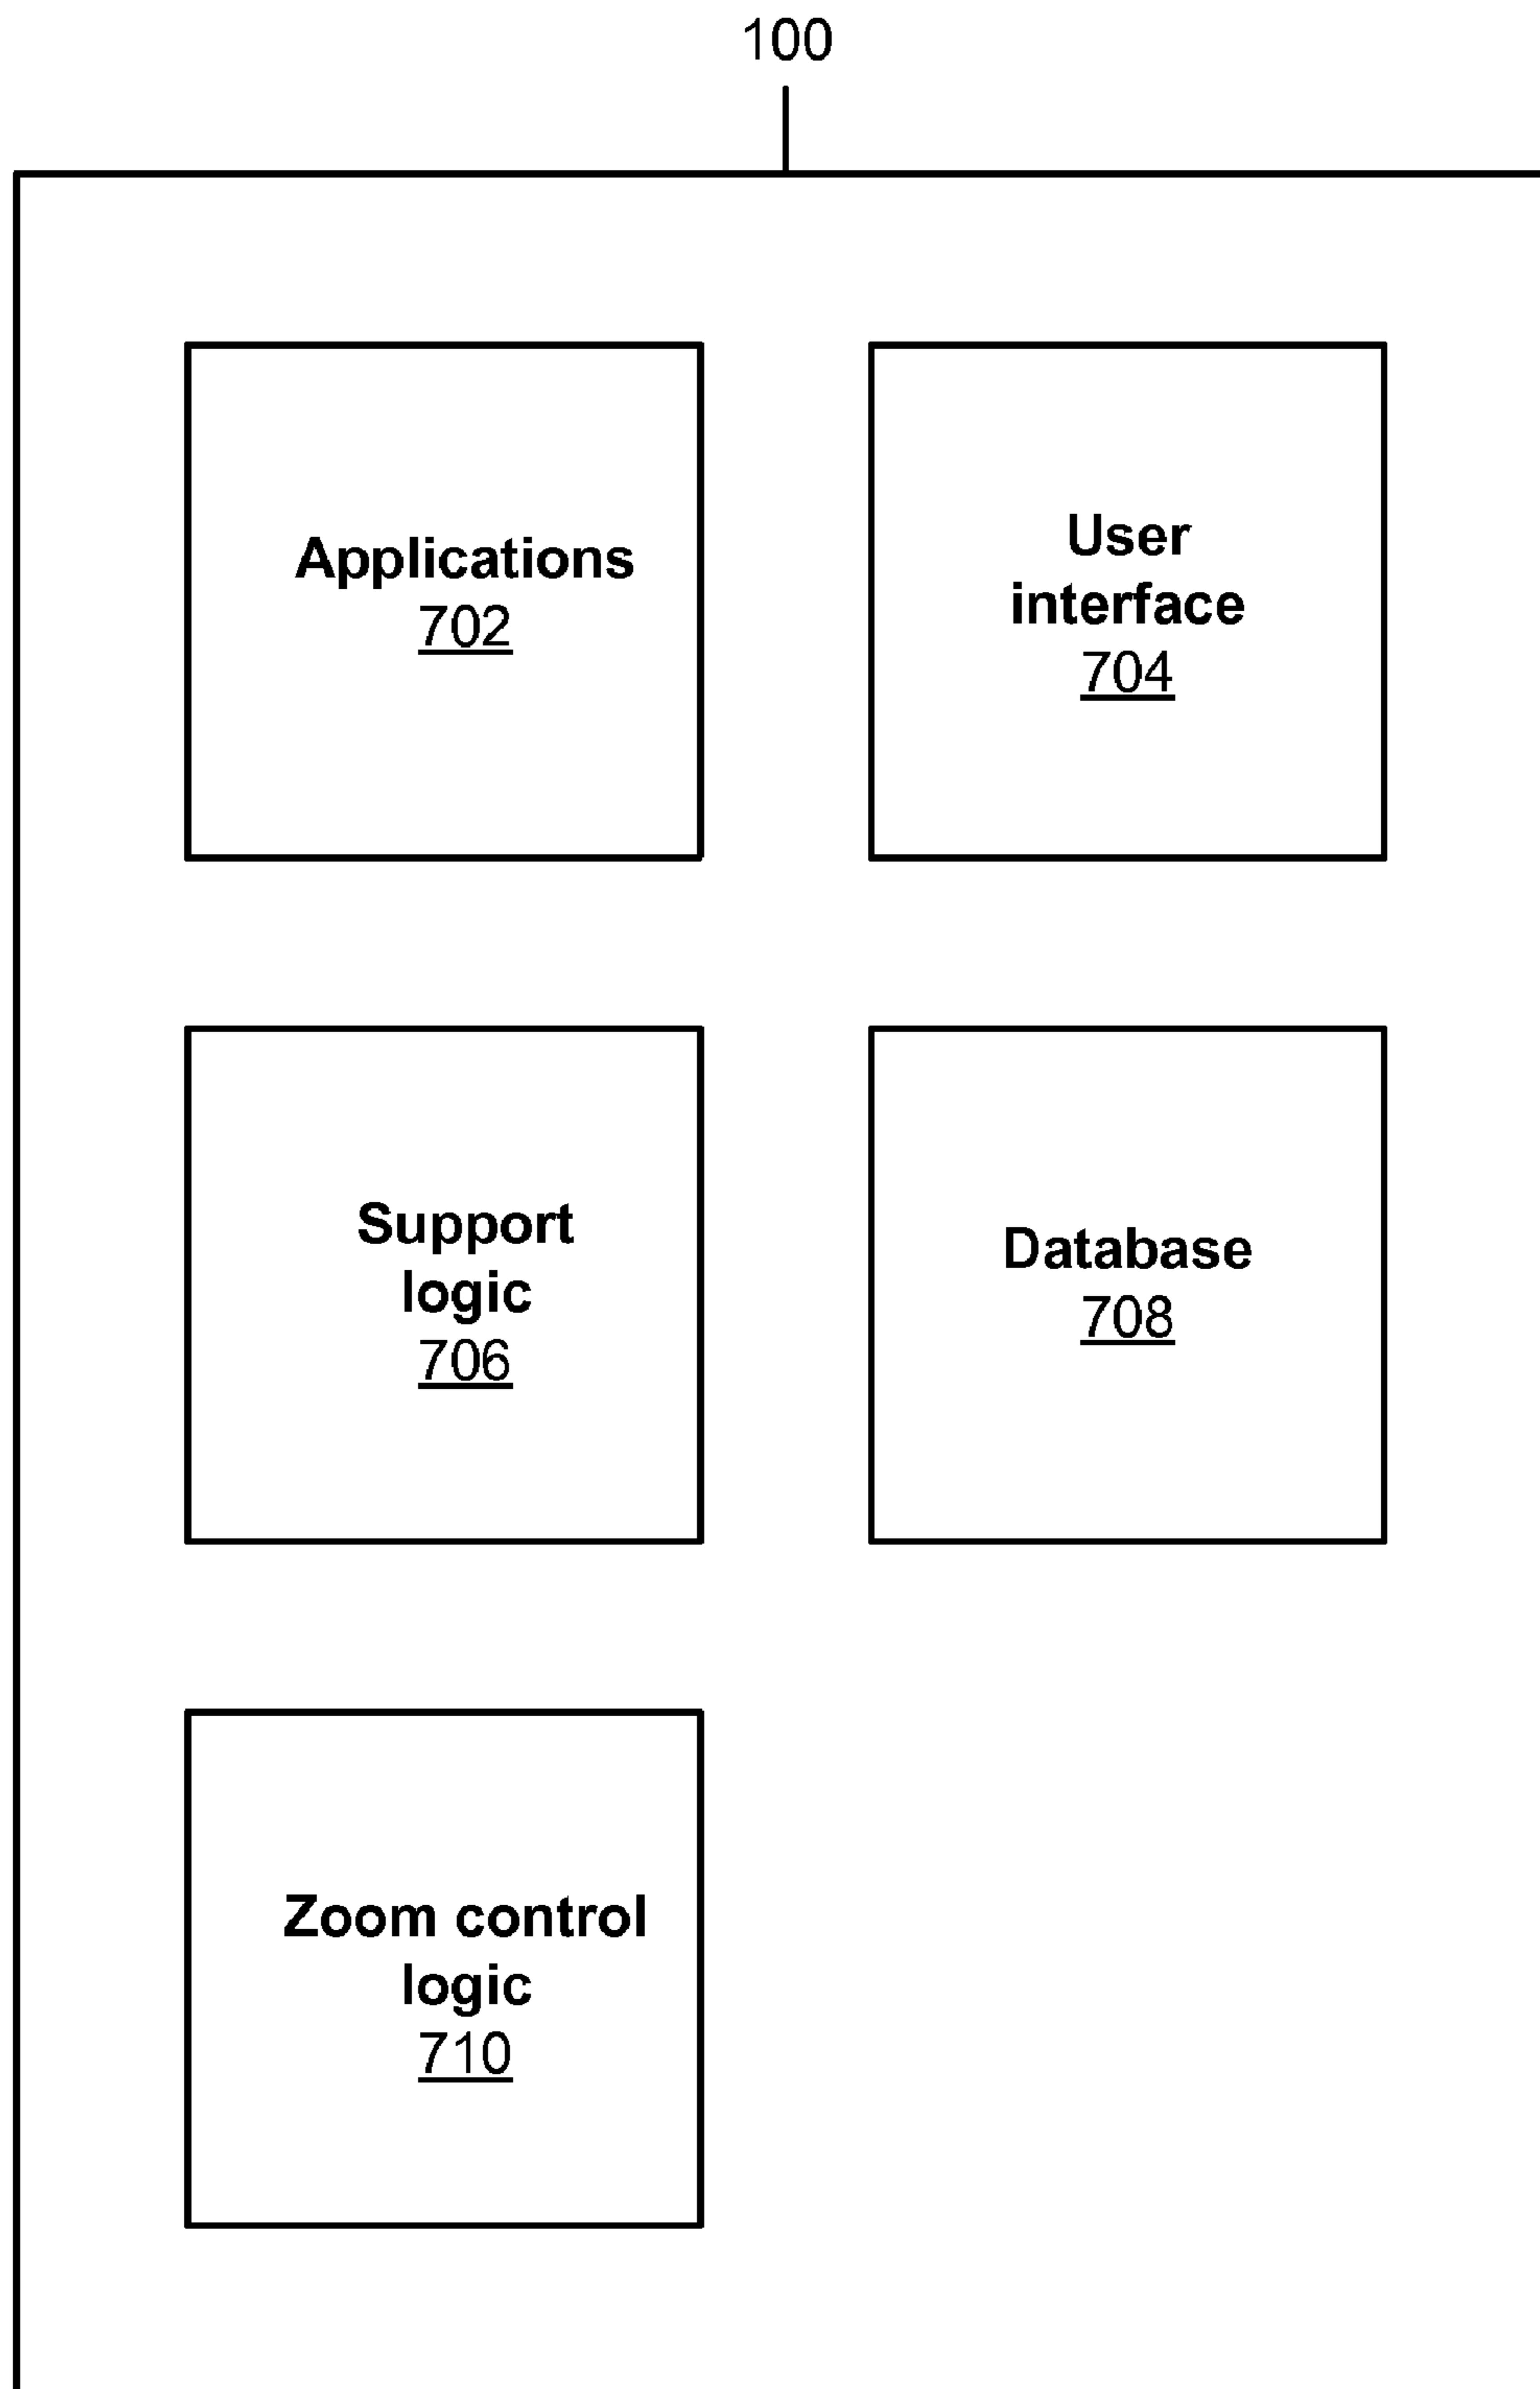 100
Applications
702
User
interface
704
Support
logic
706
Database
708
Zoom control
logic
710